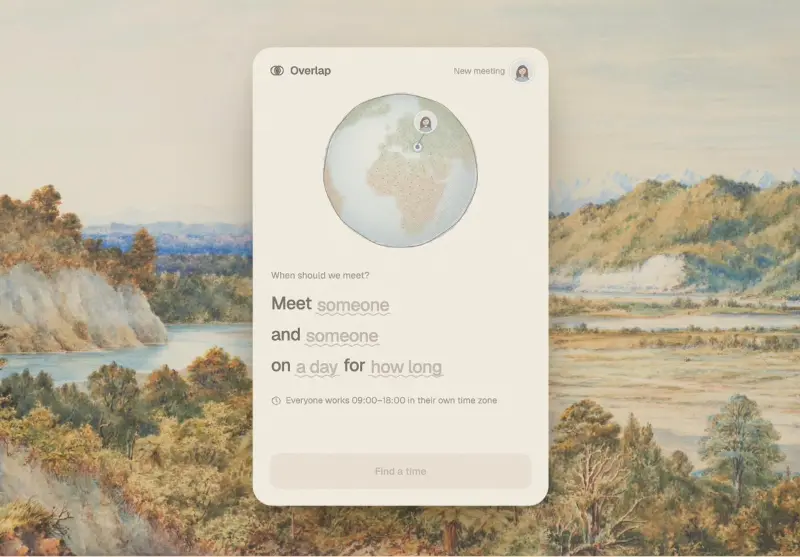 Overlap
New meeting
When should we meet?
Meet someone
and someone
on a day for how long
Everyone works 09:00–18:00 in their own time zone
Find a time